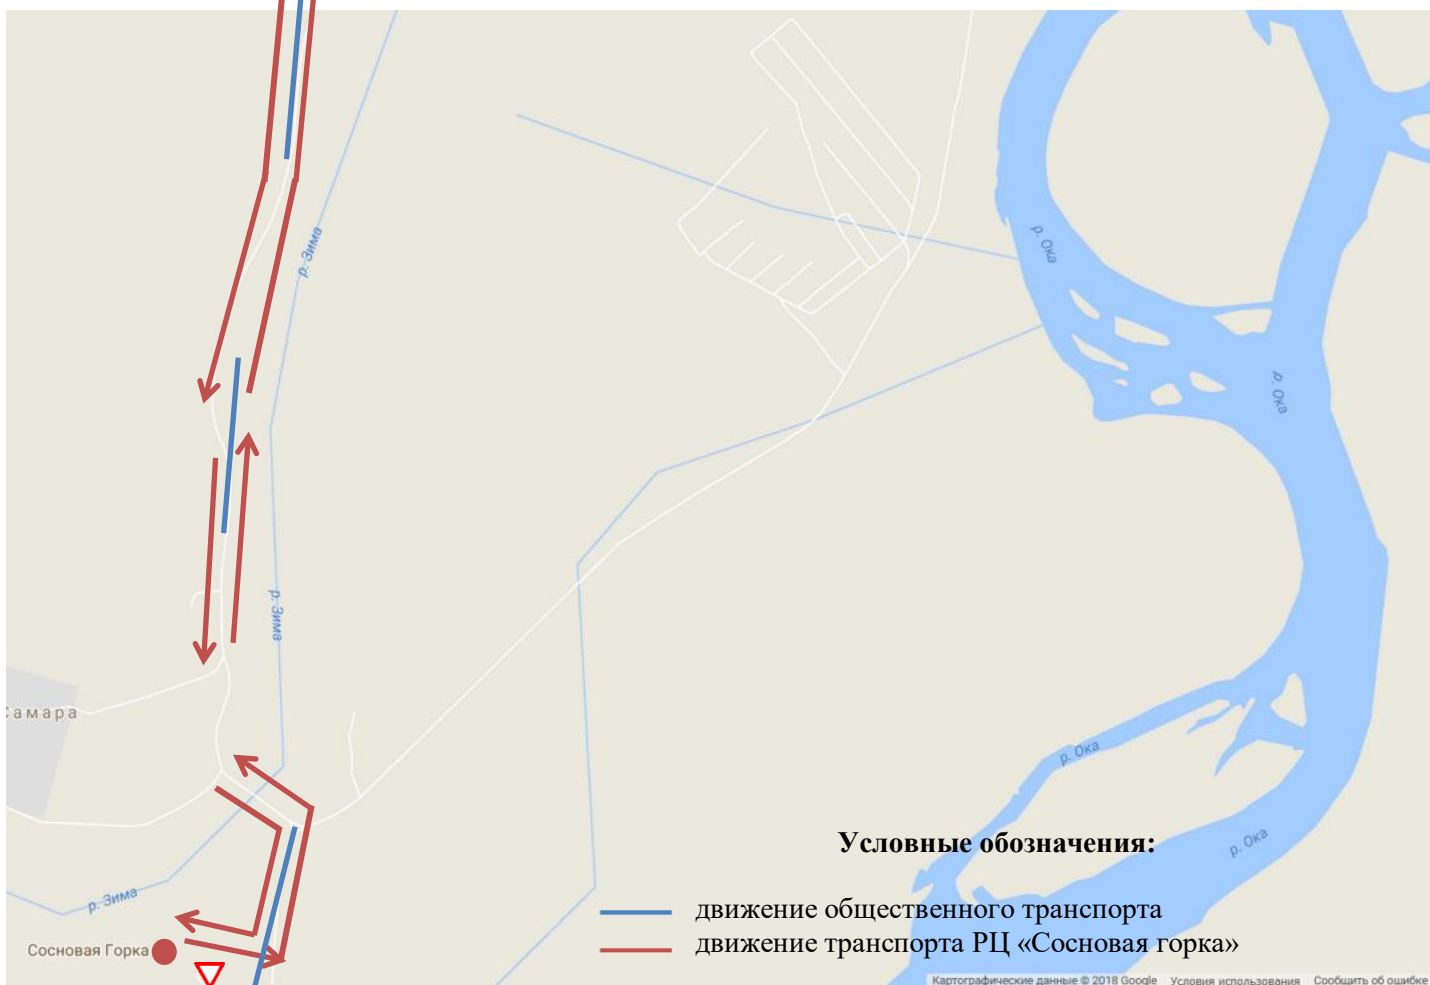 р. Зима
р. Ока
р. Ока
р. Зима
Самара
р. Ока
р. Ока
Условные обозначения:
р. Зима
движение общественного транспорта
Сосновая Горка
движение транспорта РЦ «Сосновая горка»
Картографические данные © 2018 Google Условия использования Сообщить об ошибке